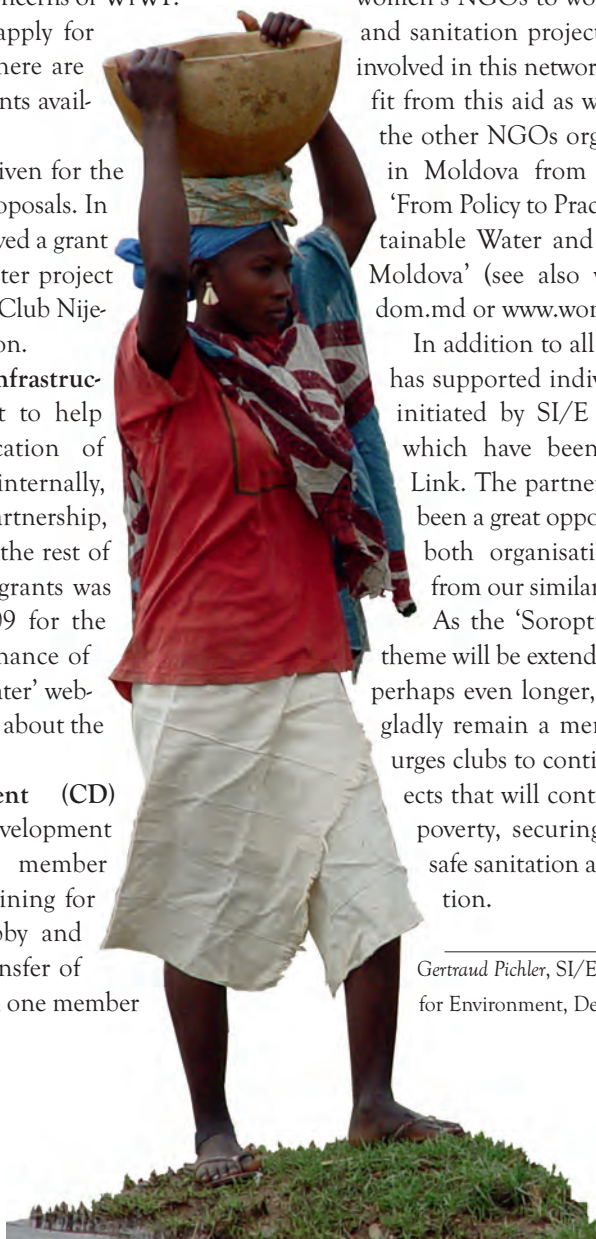 apply for
here are
nts avail-
iven for the
oposals. In
ved a grant
ter project
Club Nije-
on.
nfrastruc-
t to help
cation of
internally,
artnership,
the rest of
grants was
09 for the
nance of
ater' web-
about the
ent (CD)
velopment
member
ining for
bby and
nsfer of
one member
women's NGOs to wo
and sanitation project
involved in this network
fit from this aid as w
the other NGOs org
in Moldova from
'From Policy to Prac
tainable Water and
Moldova' (see also
dom.md or www.wo
In addition to all
has supported indiv
initiated by SI/E
which have been
Link. The partne
been a great oppo
both organisati
from our similar
As the 'Soropt
theme will be extend
perhaps even longer,
gladly remain a mer
urges clubs to conti
ects that will cont
poverty, securing
safe sanitation a
tion.
Gertraud Pichler, SI/E
for Environment, De